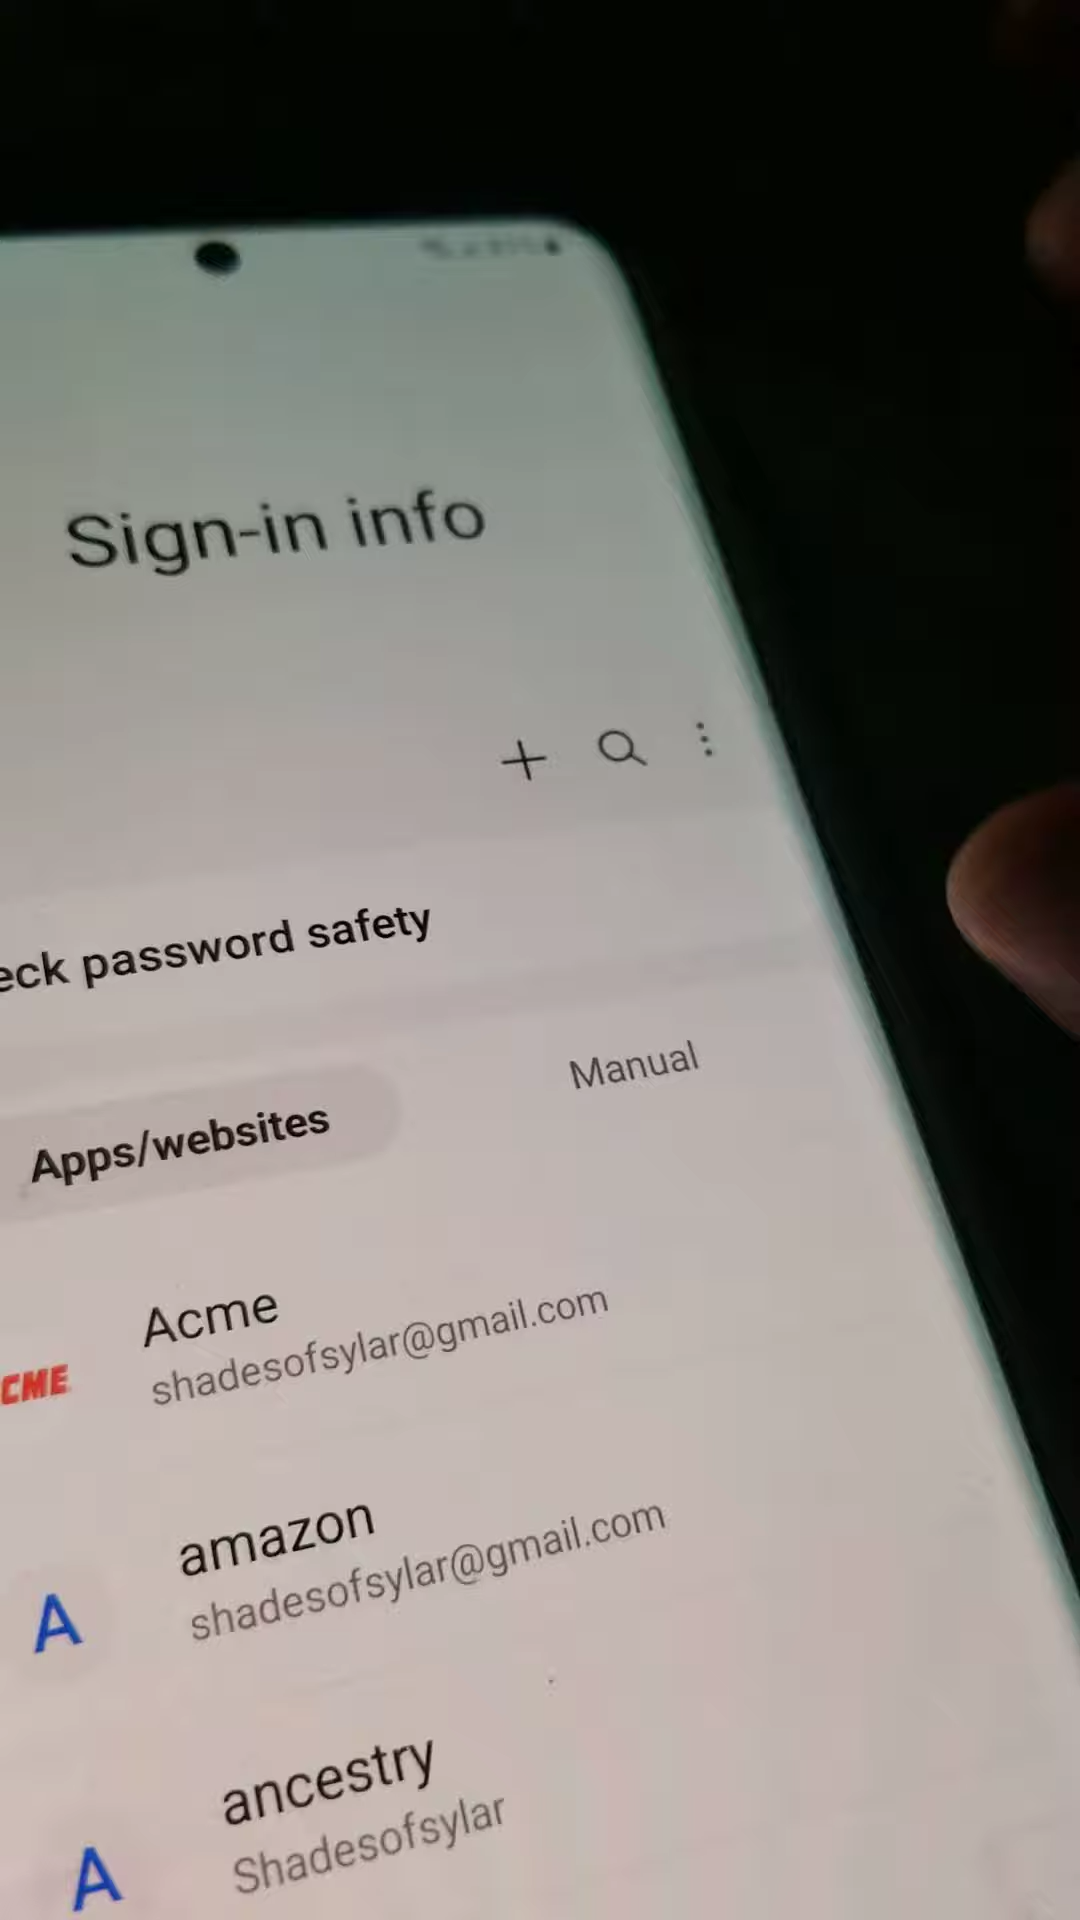 Sign-in info
eck password safety
Apps/websites
Manual
Acme
shadesofsylar@gmail.com
CME
amazon
shadesofsylar@gmail.com
A
ancestry
Shadesofsylar
A